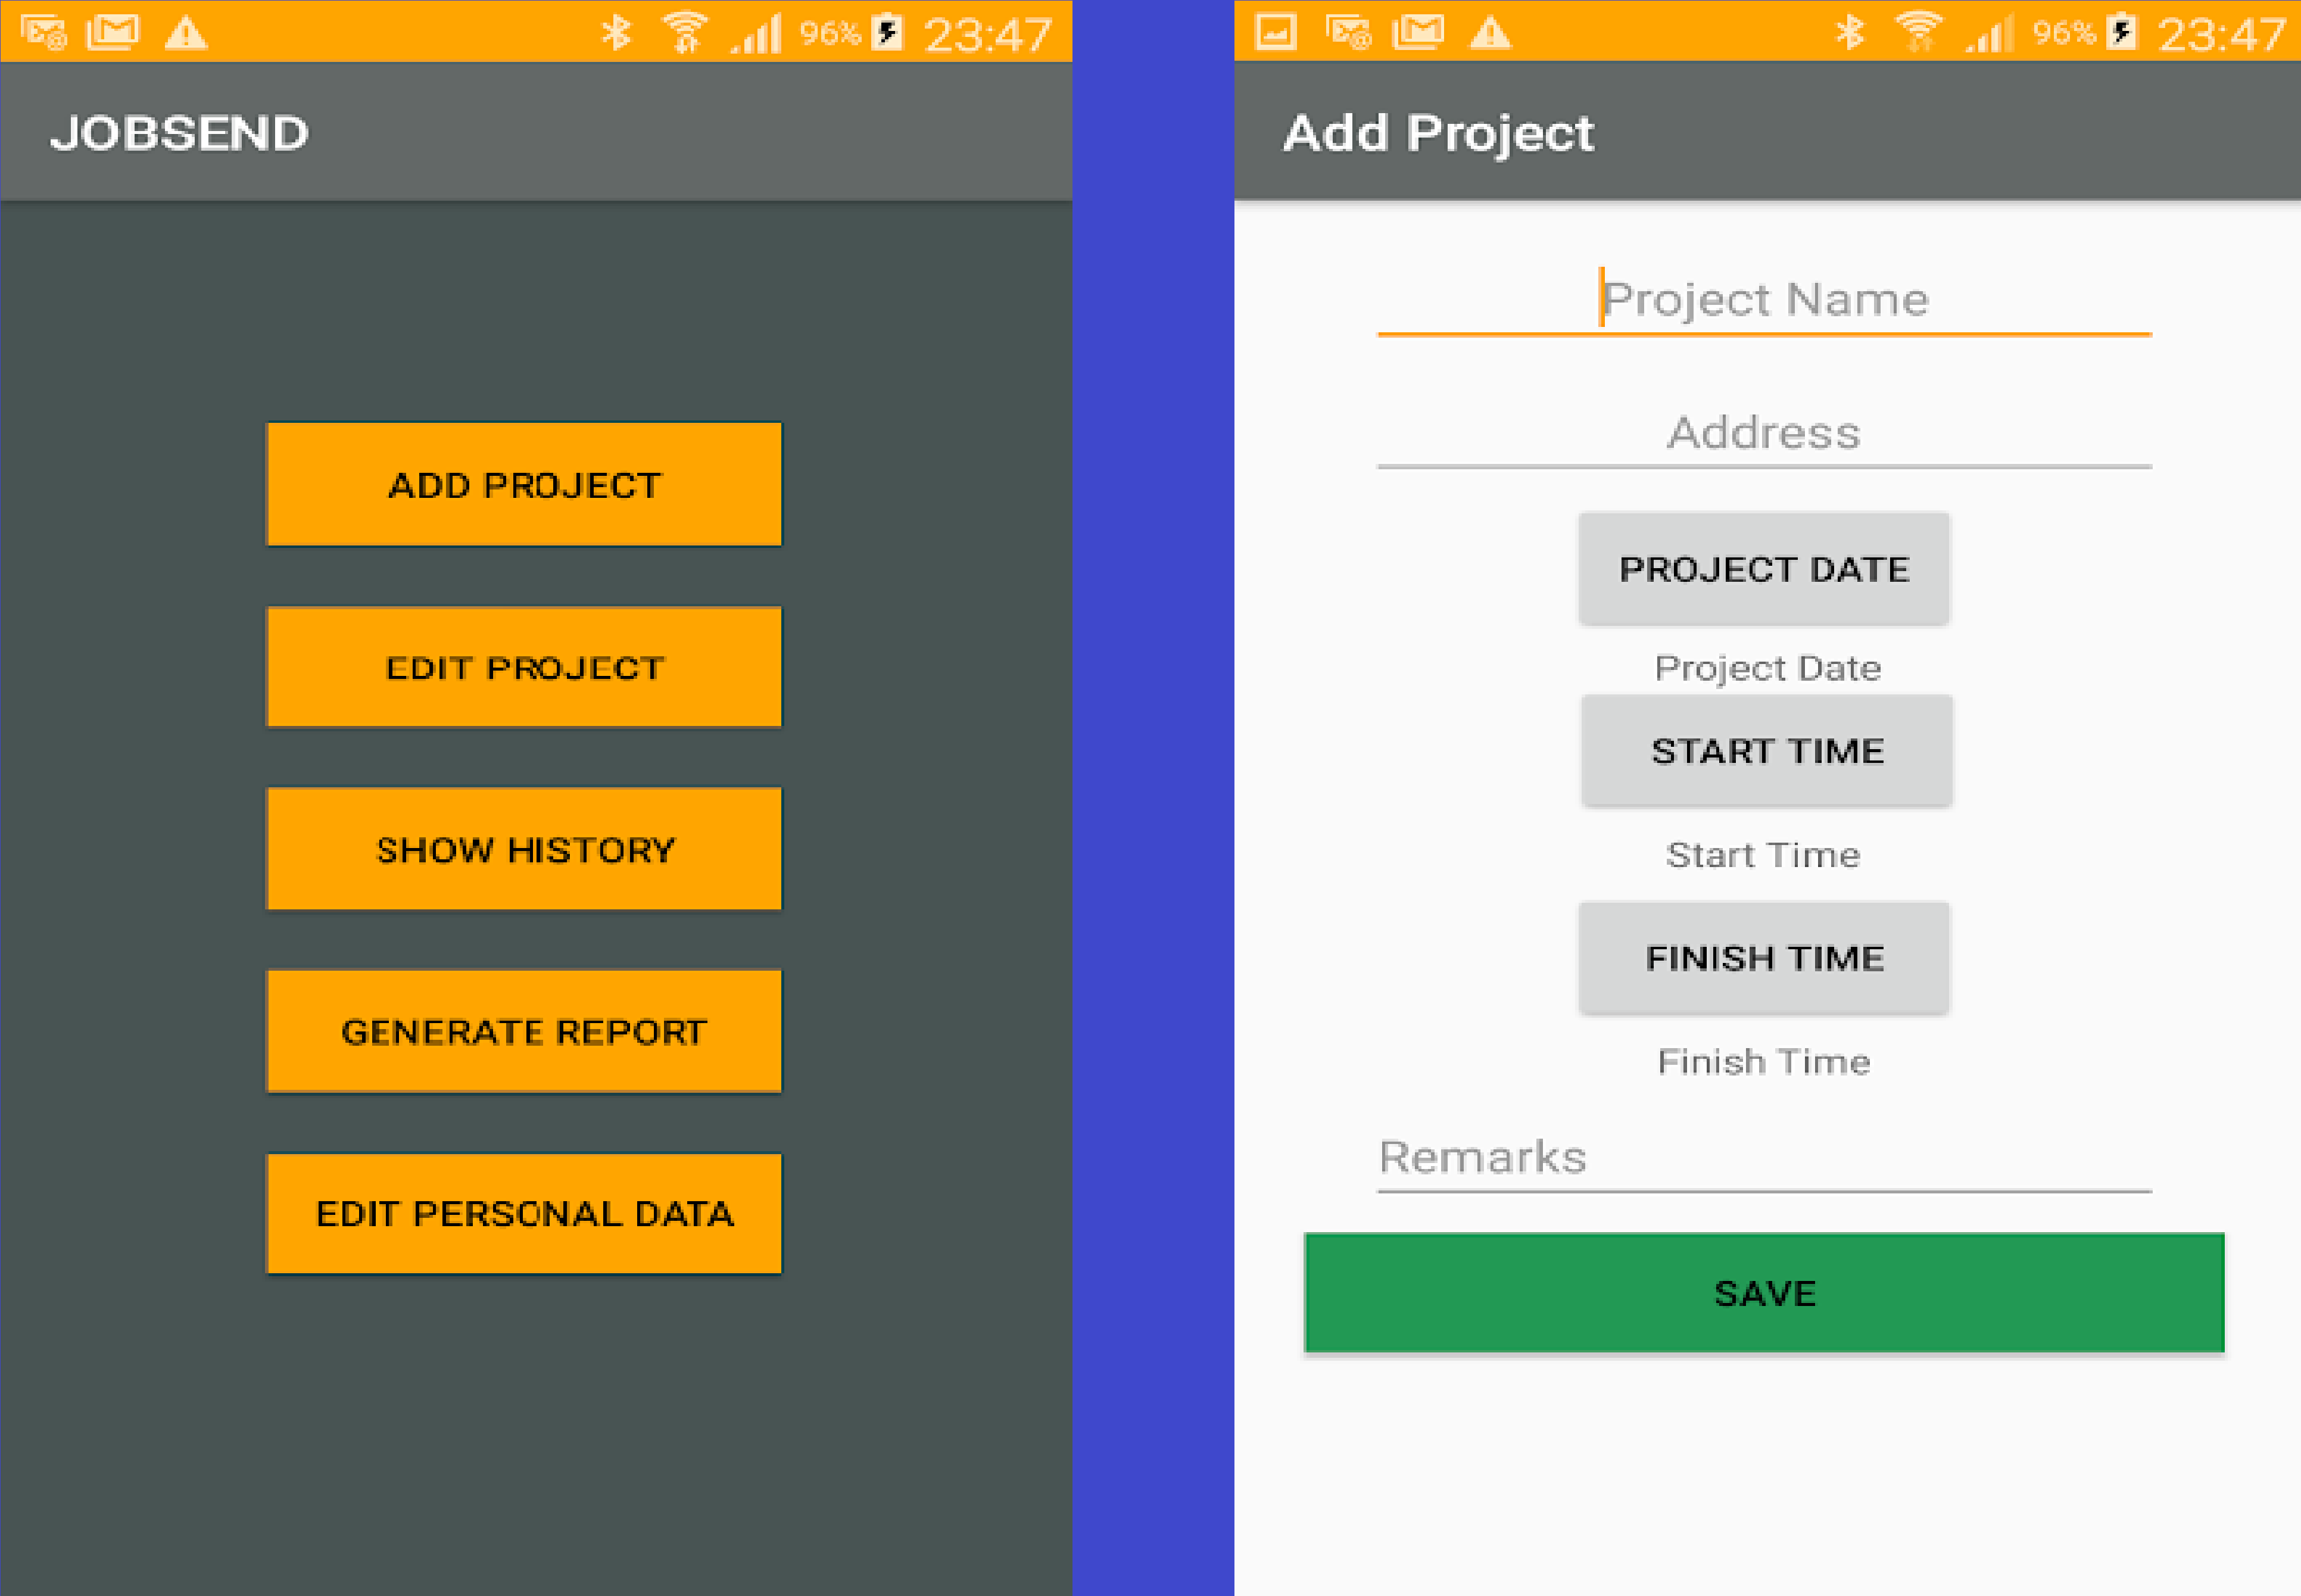 96% 23:47
JOBSEND
ADD PROJECT
EDIT PROJECT
SHOW HISTORY
GENERATE REPORT
EDIT PERSONAL DATA
96% 23:47
Add Project
Project Name
Address
PROJECT DATE
Project Date
START TIME
Start Time
FINISH TIME
Finish Time
Remarks
SAVE